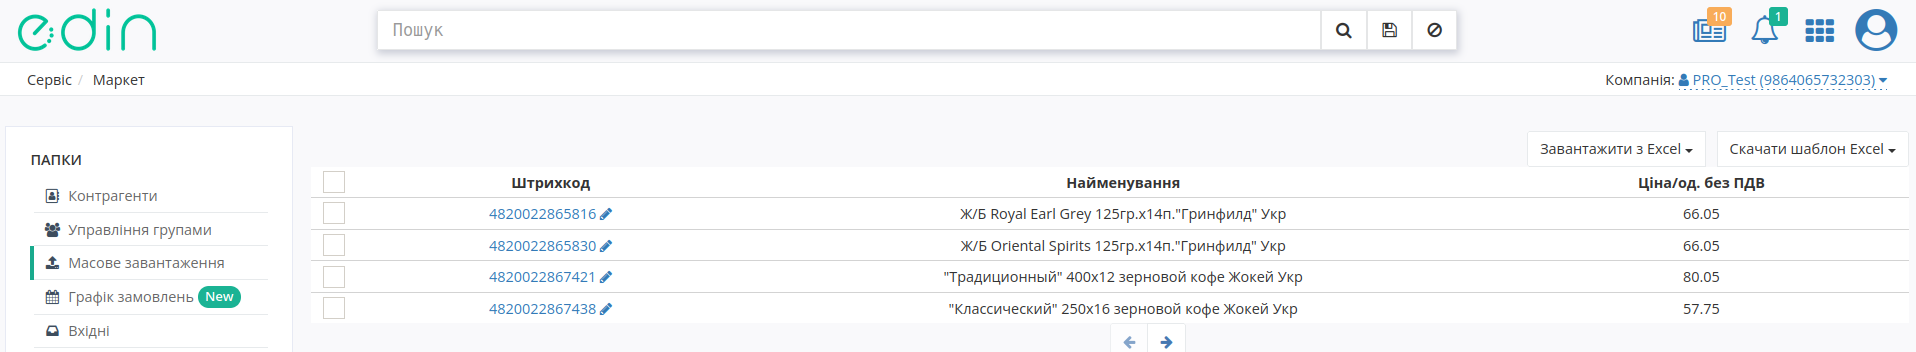 edin
Пошук
10
1
Сервіс / Маркет
Компанія: PRO_Test (9864065732303)
ПАПКИ
Контрагенти
Управління групами
Масове завантаження
Графік замовлень New
Вхідні
Завантажити з Excel
Скачати шаблон Excel
Штрихкод Найменування Ціна/од. без ПДВ
4820022865816 Ж/Б Royal Earl Grey 125гр.х14п."Гринфилд" Укр 66.05
4820022865830 Ж/Б Oriental Spirits 125гр.х14п."Гринфилд" Укр 66.05
4820022867421 "Традиционный" 400х12 зерновой кофе Жокей Укр 80.05
4820022867438 "Классический" 250х16 зерновой кофе Жокей Укр 57.75